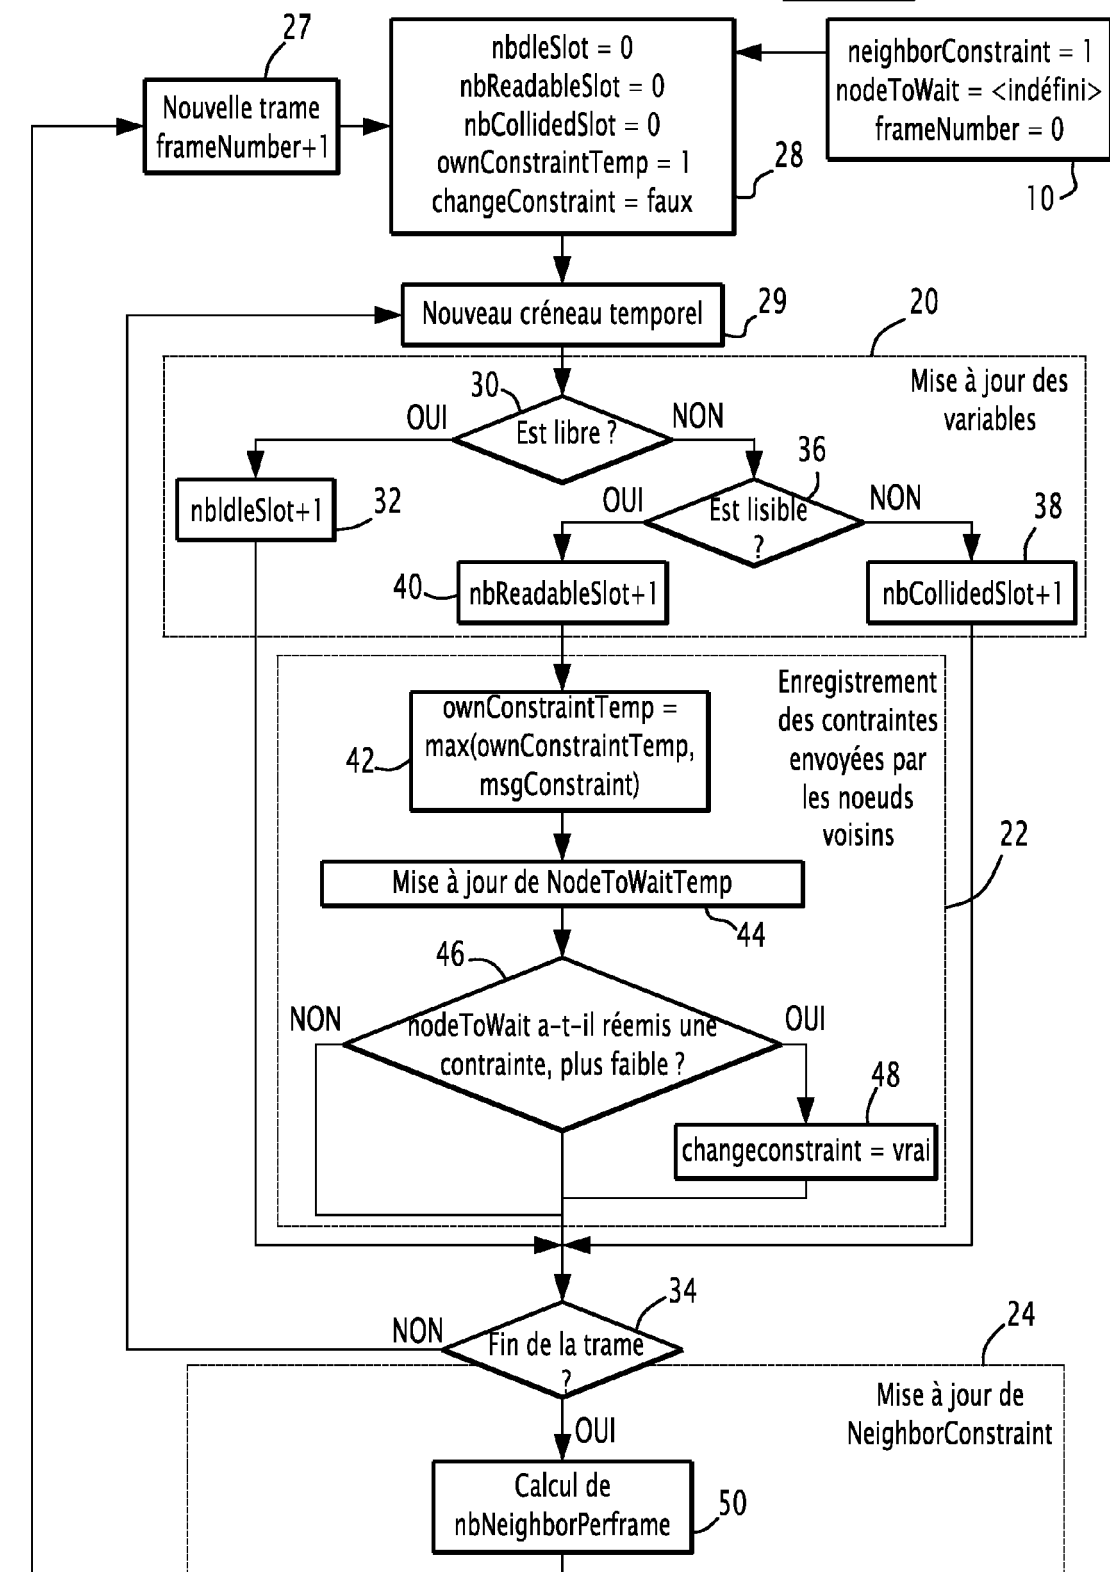 27
Nouvelle trame
frameNumber+1
nbdleSlot = 0
nbReadableSlot = 0
nbCollidedSlot = 0
ownConstraintTemp = 1
changeConstraint = faux
28
neighborConstraint = 1
nodeToWait = <indéfini>
frameNumber = 0
10
Nouveau créneau temporel
29
20
Mise à jour des
variables
30
OUI
Est libre ?
NON
36
nbIdleSlot+1
32
OUI
Est lisible
?
NON
38
40
nbReadableSlot+1
nbCollidedSlot+1
Enregistrement
des contraintes
envoyées par
les noeuds
voisins
22
42
ownConstraintTemp =
max(ownConstraintTemp,
msgConstraint)
Mise à jour de NodeToWaitTemp
44
46
NON
nodeToWait a-t-il réemis une
contrainte, plus faible ?
OUI
48
changeconstraint = vrai
34
NON
Fin de la trame
?
24
Mise à jour de
NeighborConstraint
OUI
Calcul de
nbNeighborPerframe
50